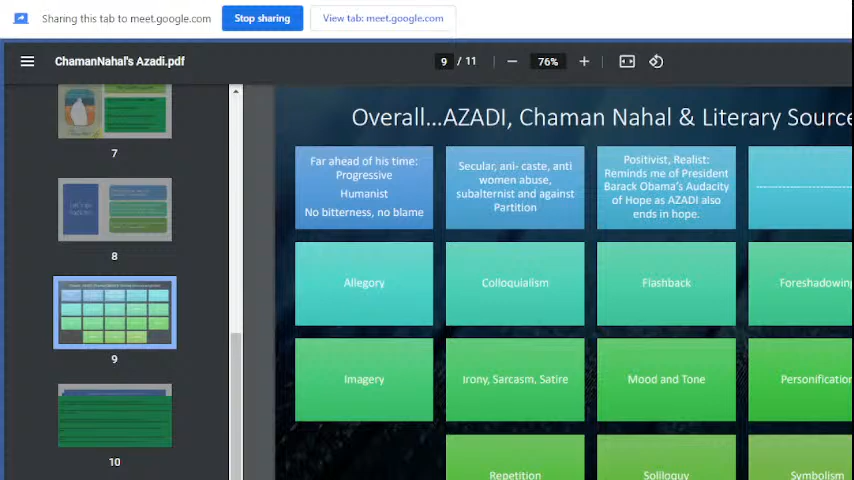 Sharing this tab to meet.google.com
Stop sharing
View tab: meet.google.com
ChamanNahal's Azadi.pdf
9 / 11
76%
7
8
9
10
Overall...AZADI, Chaman Nahal & Literary Source
Far ahead of his time:
Progressive
Humanist
No bitterness, no blame
Secular, ani- caste, anti
women abuse,
subalternist and against
Partition
Positivist, Realist:
Reminds me of President
Barack Obama's Audacity
of Hope as AZADI also
ends in hope.
Allegory
Colloquialism
Flashback
Foreshadowing
Imagery
Irony, Sarcasm, Satire
Mood and Tone
Personification
Repetition
Soliloquy
Symbolism